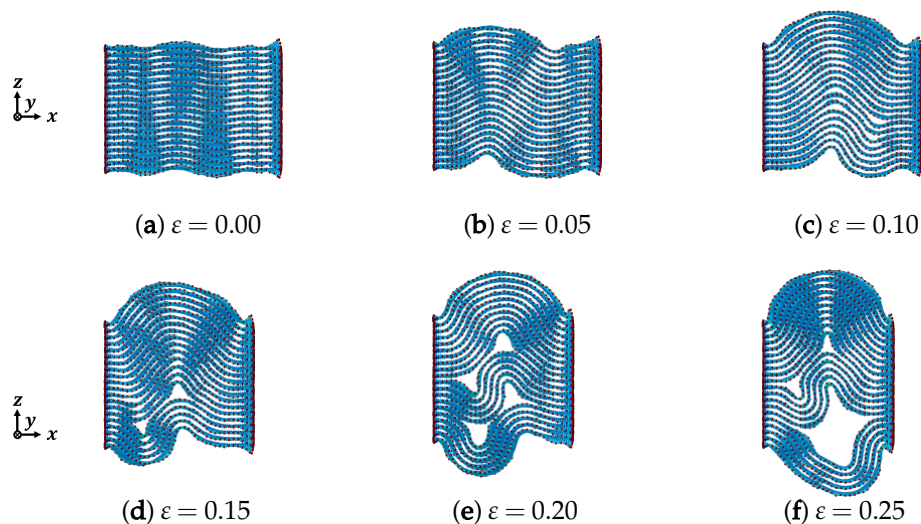 z
y
x
(a) ε = 0.00
(b) ε = 0.05
(c) ε = 0.10
z
y
x
(d) ε = 0.15
(e) ε = 0.20
(f) ε = 0.25